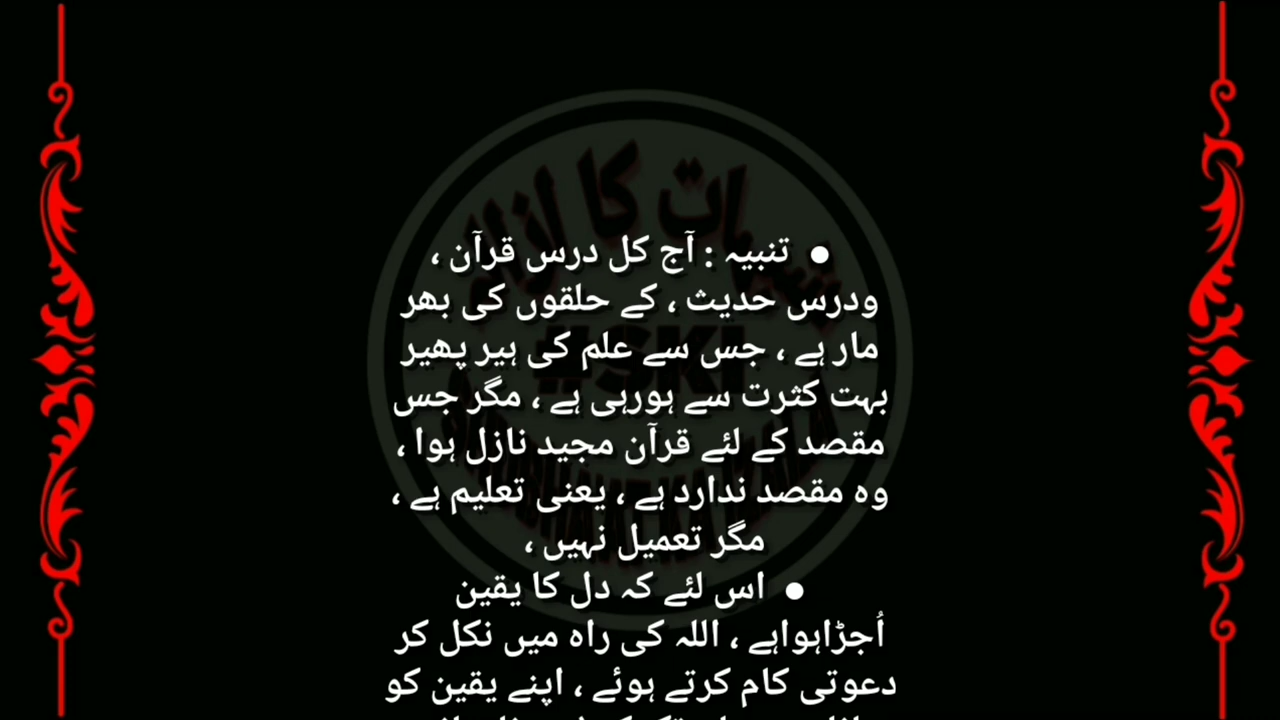 ● تنبیہ : آج کل درس قرآن ،
ودرس حدیث ، کے حلقوں کی بھر
مار ہے ، جس سے علم کی ہیر پھیر
بہت کثرت سے ہورہی ہے ، مگر جس
مقصد کے لئے قرآن مجید نازل ہوا ،
وہ مقصد ندارد ہے ، یعنی تعلیم ہے ،
مگر تعمیل نہیں ،
● اس لئے کہ دل کا یقین
اُجڑاہواہے ، اللہ کی راہ میں نکل کر
دعوتی کام کرتے ہوئے ، اپنے یقین کو